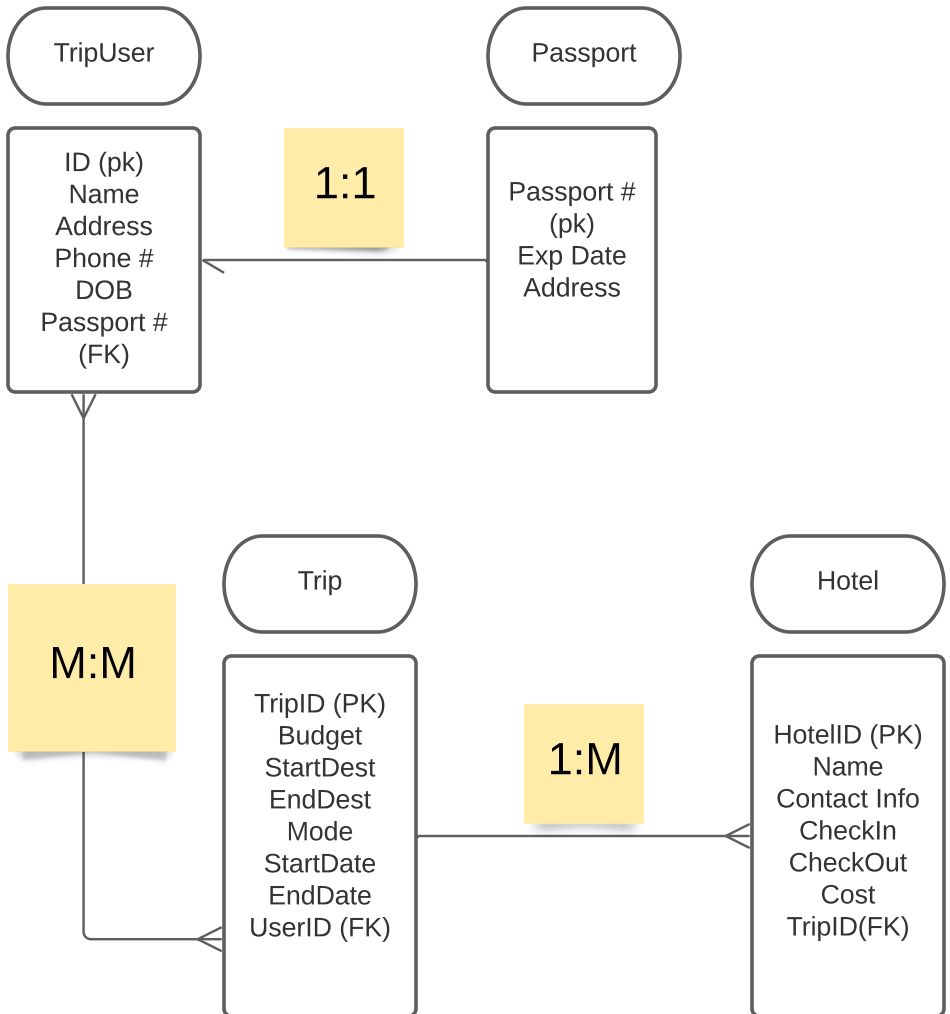 TripUser
Passport
ID (pk)
Name
Address
Phone #
DOB
Passport #
(FK)
1:1
Passport #
(pk)
Exp Date
Address
M:M
Trip
Hotel
TripID (PK)
Budget
StartDest
EndDest
Mode
StartDate
EndDate
UserID (FK)
1:M
HotelID (PK)
Name
Contact Info
CheckIn
CheckOut
Cost
TripID(FK)